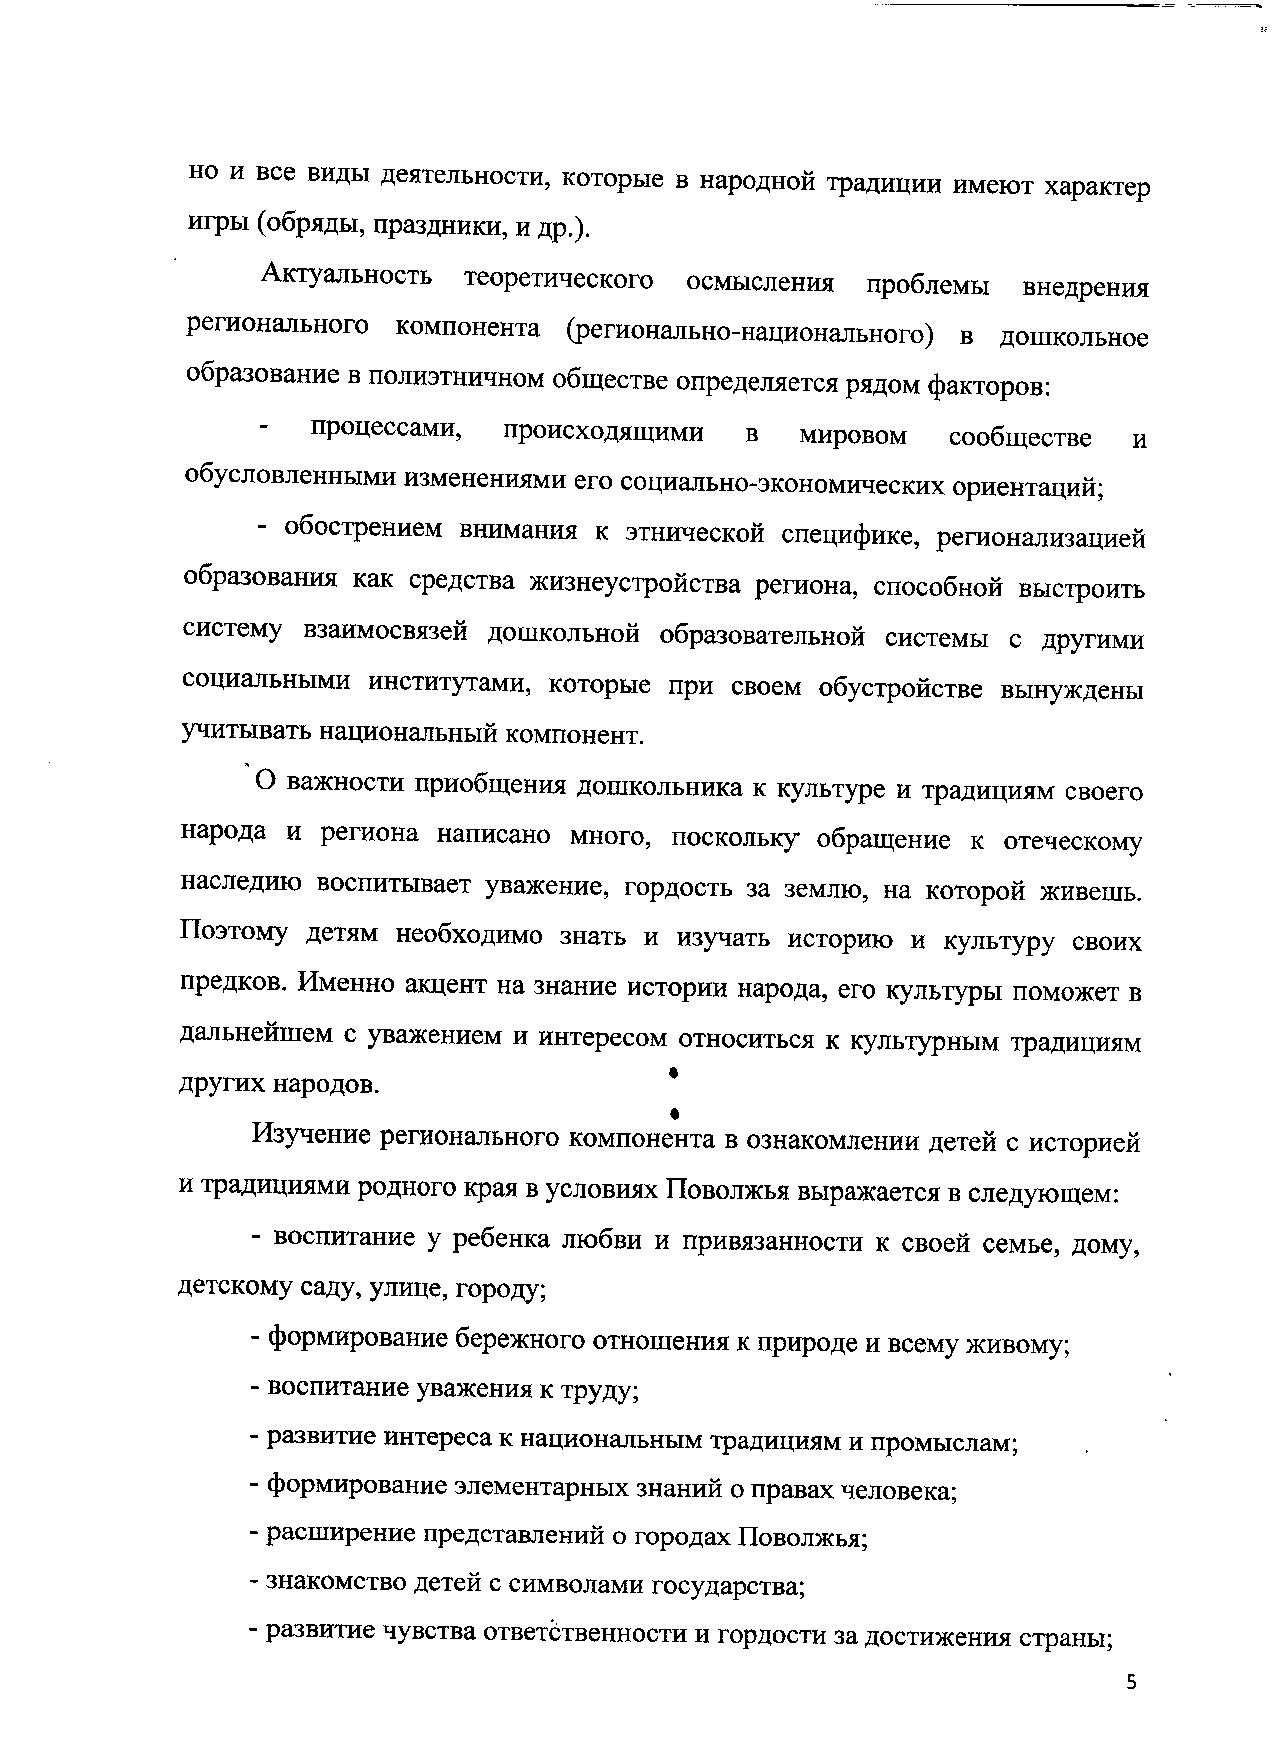 но и все виды деятельности, которые в народной традиции имеют характер
игры (обряды, праздники, и др.).
Актуальность теоретического осмысления проблемы внедрения
регионального компонента (регионально-национального) в дошкольное
образование в полиэтничном обществе определяется рядом факторов:
- процессами, происходящими в мировом сообществе и
обусловленными изменениями его социально-экономических ориентаций;
- обострением внимания к этнической специфике, регионализацией
образования как средства жизнеустройства региона, способной выстроить
систему взаимосвязей дошкольной образовательной системы с другими
социальными институтами, которые при своем обустройстве вынуждены
учитывать национальный компонент.
О важности приобщения дошкольника к культуре и традициям своего
народа и региона написано много, поскольку обращение к отеческому
наследию воспитывает уважение, гордость за землю, на которой живешь.
Поэтому детям необходимо знать и изучать историю и культуру своих
предков. Именно акцент на знание истории народа, его культуры поможет в
дальнейшем с уважением и интересом относиться к культурным традициям
других народов.
Изучение регионального компонента в ознакомлении детей с историей
и традициями родного края в условиях Поволжья выражается в следующем:
- воспитание у ребенка любви и привязанности к своей семье, дому,
детскому саду, улице, городу;
- формирование бережного отношения к природе и всему живому;
- воспитание уважения к труду;
- развитие интереса к национальным традициям и промыслам;
- формирование элементарных знаний о правах человека;
- расширение представлений о городах Поволжья;
- знакомство детей с символами государства;
- развитие чувства ответственности и гордости за достижения страны;
5